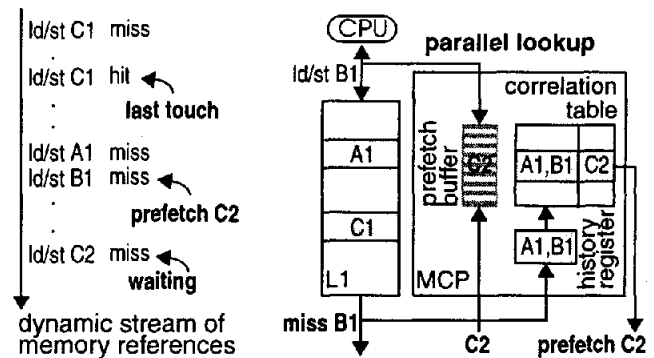 ld/st C1 miss
.
ld/st C1 hit
last touch
.
.
ld/st A1 miss
ld/st B1 miss
.
prefetch C2
.
ld/st C2 miss
waiting
dynamic stream of
memory references
CPU
parallel lookup
ld/st B1
correlation
table
prefetch
buffer
C2
A1
C1
L1
A1,B1 C2
A1,B1
history
register
MCP
miss B1
C2
prefetch C2